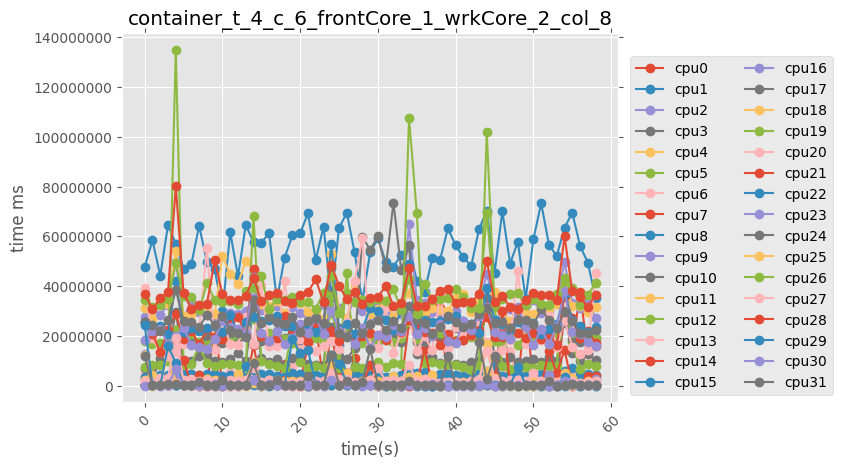 container_t_4_c_6_frontCore_1_wrkCore_2_col_8
140000000
120000000
100000000
80000000
60000000
40000000
20000000
0
time ms
0
10
20
30
40
50
60
time(s)
cpu0
cpu1
cpu2
cpu3
cpu4
cpu5
cpu6
cpu7
cpu8
cpu9
cpu10
cpu11
cpu12
cpu13
cpu14
cpu15
cpu16
cpu17
cpu18
cpu19
cpu20
cpu21
cpu22
cpu23
cpu24
cpu25
cpu26
cpu27
cpu28
cpu29
cpu30
cpu31